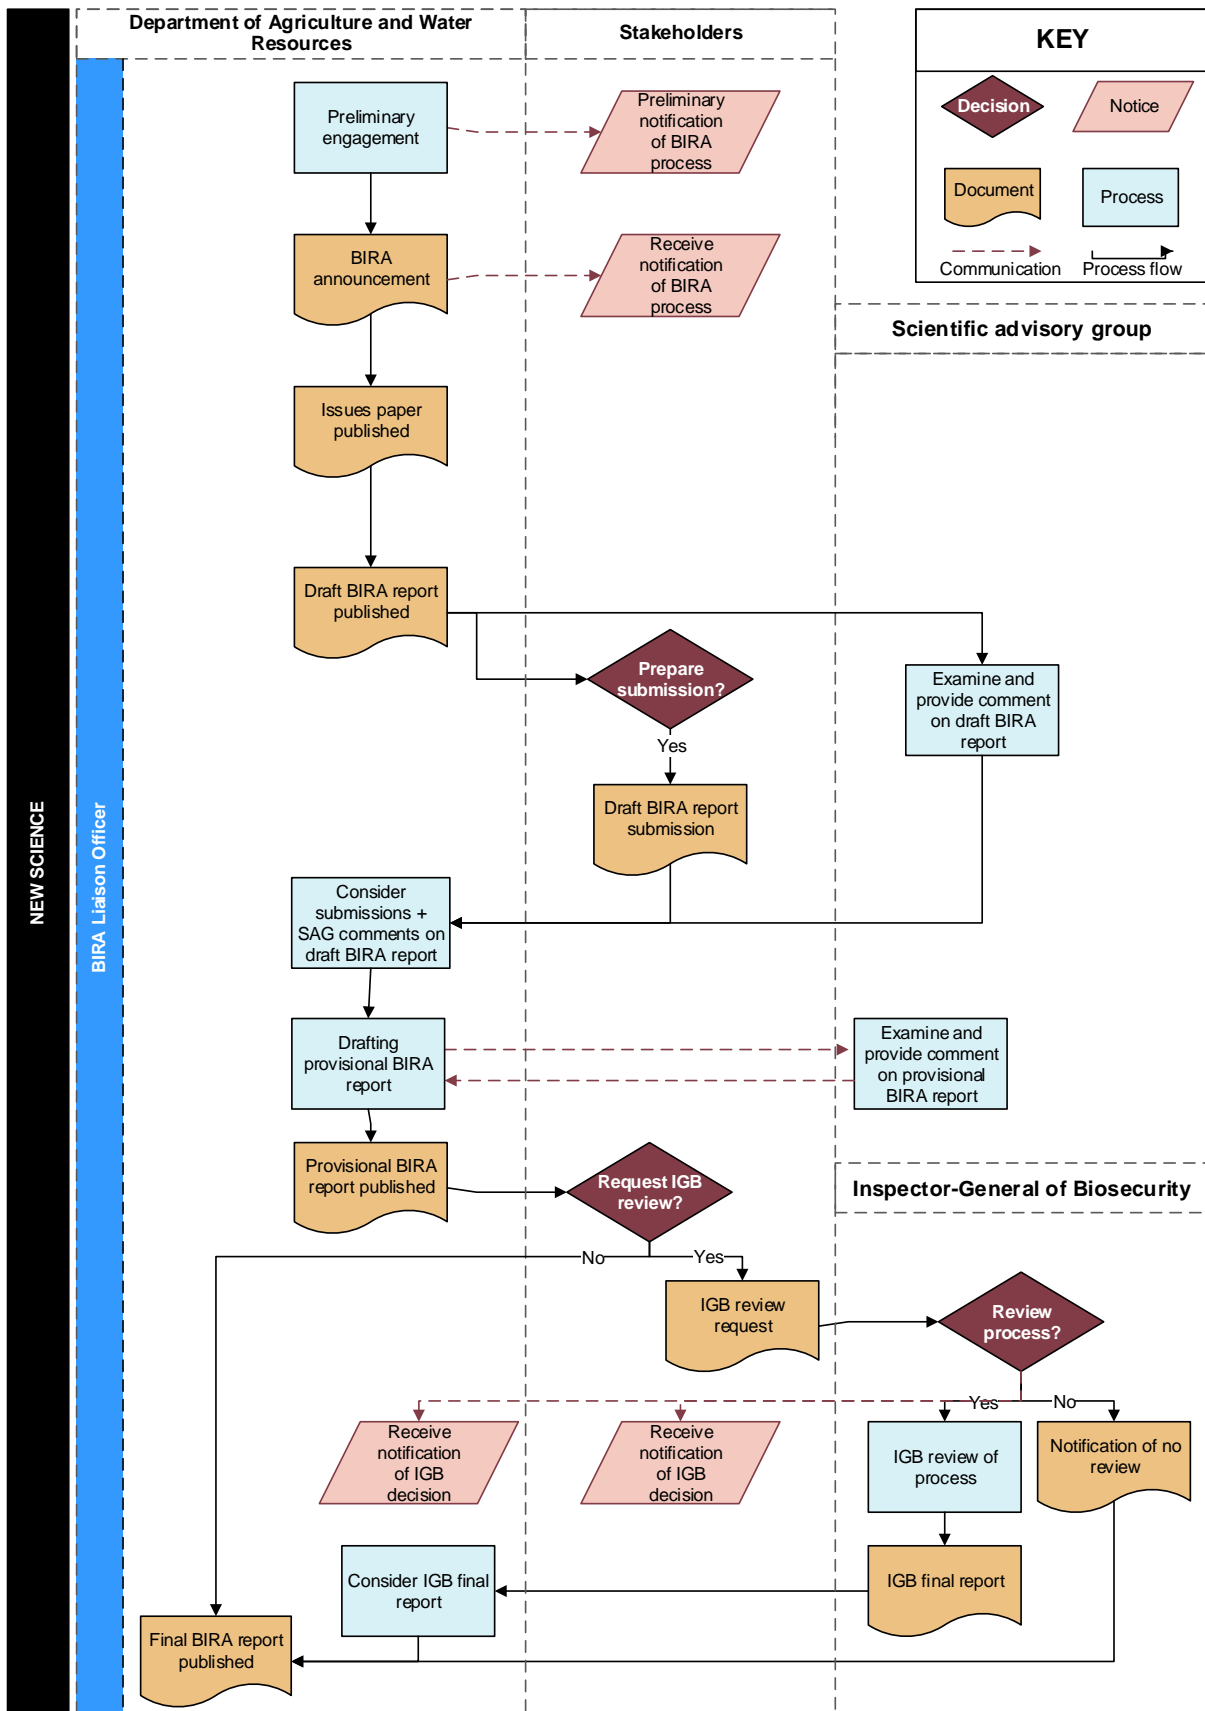 Department of Agriculture and Water
Resources
Stakeholders
KEY
Decision
Notice
Document
Process
Communication
Process flow
NEW SCIENCE
BIRA Liaison Officer
Preliminary
engagement
Preliminary
notification
of BIRA
process
BIRA
announcement
Receive
notification
of BIRA
process
Scientific advisory group
Issues paper
published
Draft BIRA report
published
Prepare
submission?
Examine and
provide comment
on draft BIRA
report
Yes
Draft BIRA report
submission
Consider
submissions +
SAG comments on
draft BIRA report
Drafting
provisional BIRA
report
Examine and
provide comment
on provisional
BIRA report
Provisional BIRA
report published
Request IGB
review?
Inspector-General of Biosecurity
No
Yes
IGB review
request
Review
process?
Yes
No
Receive
notification
of IGB
decision
Receive
notification
of IGB
decision
IGB review of
process
Notification of no
review
Consider IGB final
report
IGB final report
Final BIRA report
published